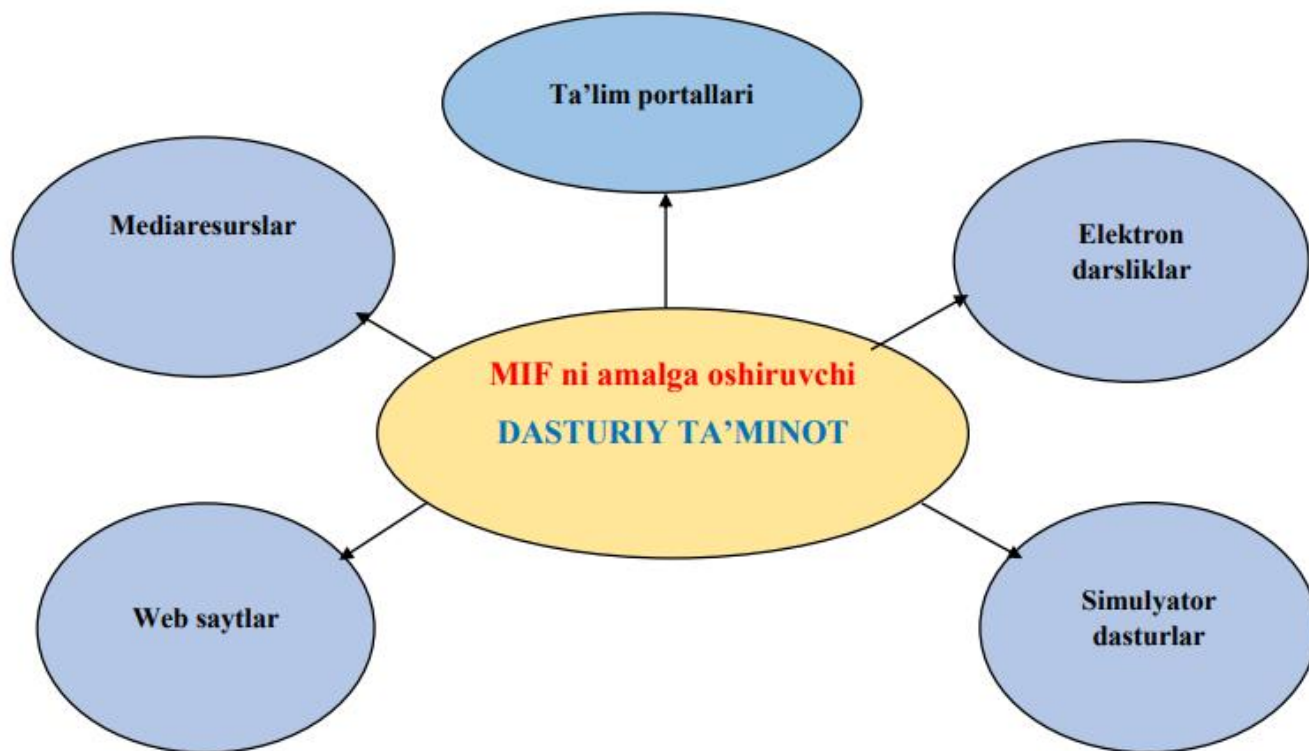 Ta’lim portallari
Mediaresurslar
Elektron
darsliklar
MIF ni amalga oshiruvchi
DASTURIY TA’MINOT
Web saytlar
Simulyator
dasturlar